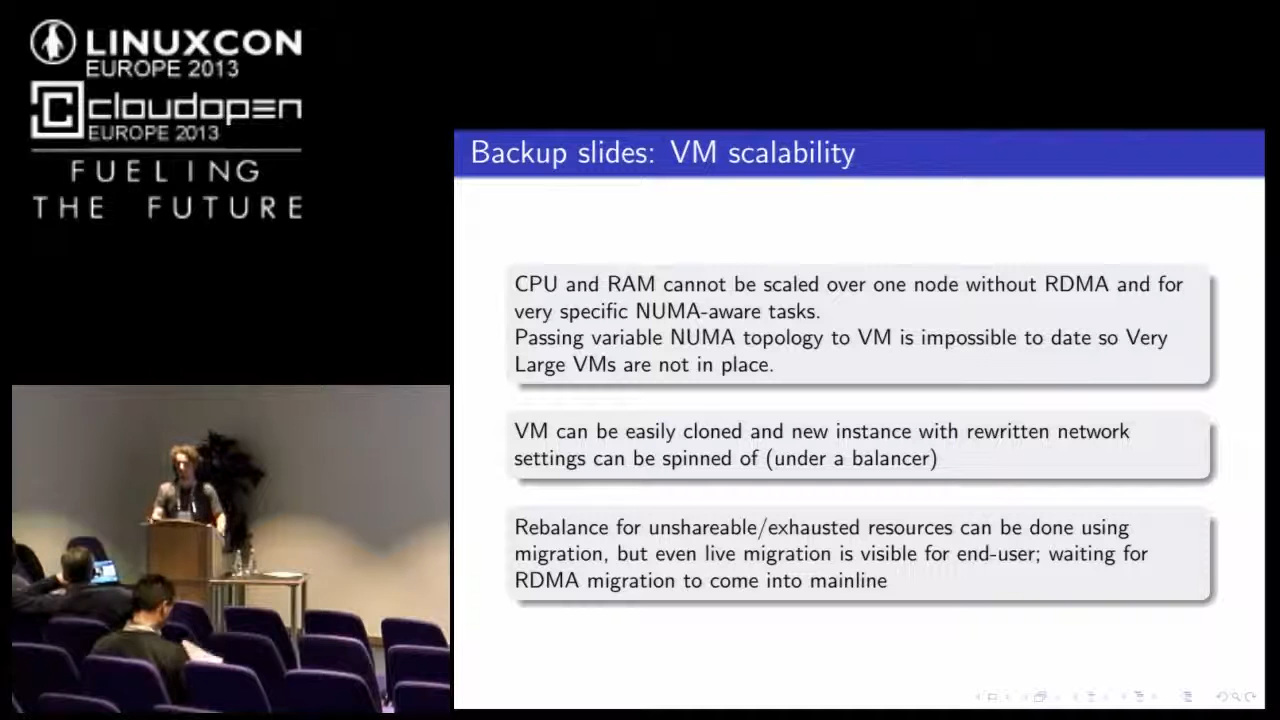 LINUXCON
EUROPE 2013
cloudopen
EUROPE 2013
FUELING
THE FUTURE
Backup slides: VM scalability
CPU and RAM cannot be scaled over one node without RDMA and for
very specific NUMA-aware tasks.
Passing variable NUMA topology to VM is impossible to date so Very
Large VMs are not in place.
VM can be easily cloned and new instance with rewritten network
settings can be spinned of (under a balancer)
Rebalance for unshareable/exhausted resources can be done using
migration, but even live migration is visible for end-user; waiting for
RDMA migration to come into mainline